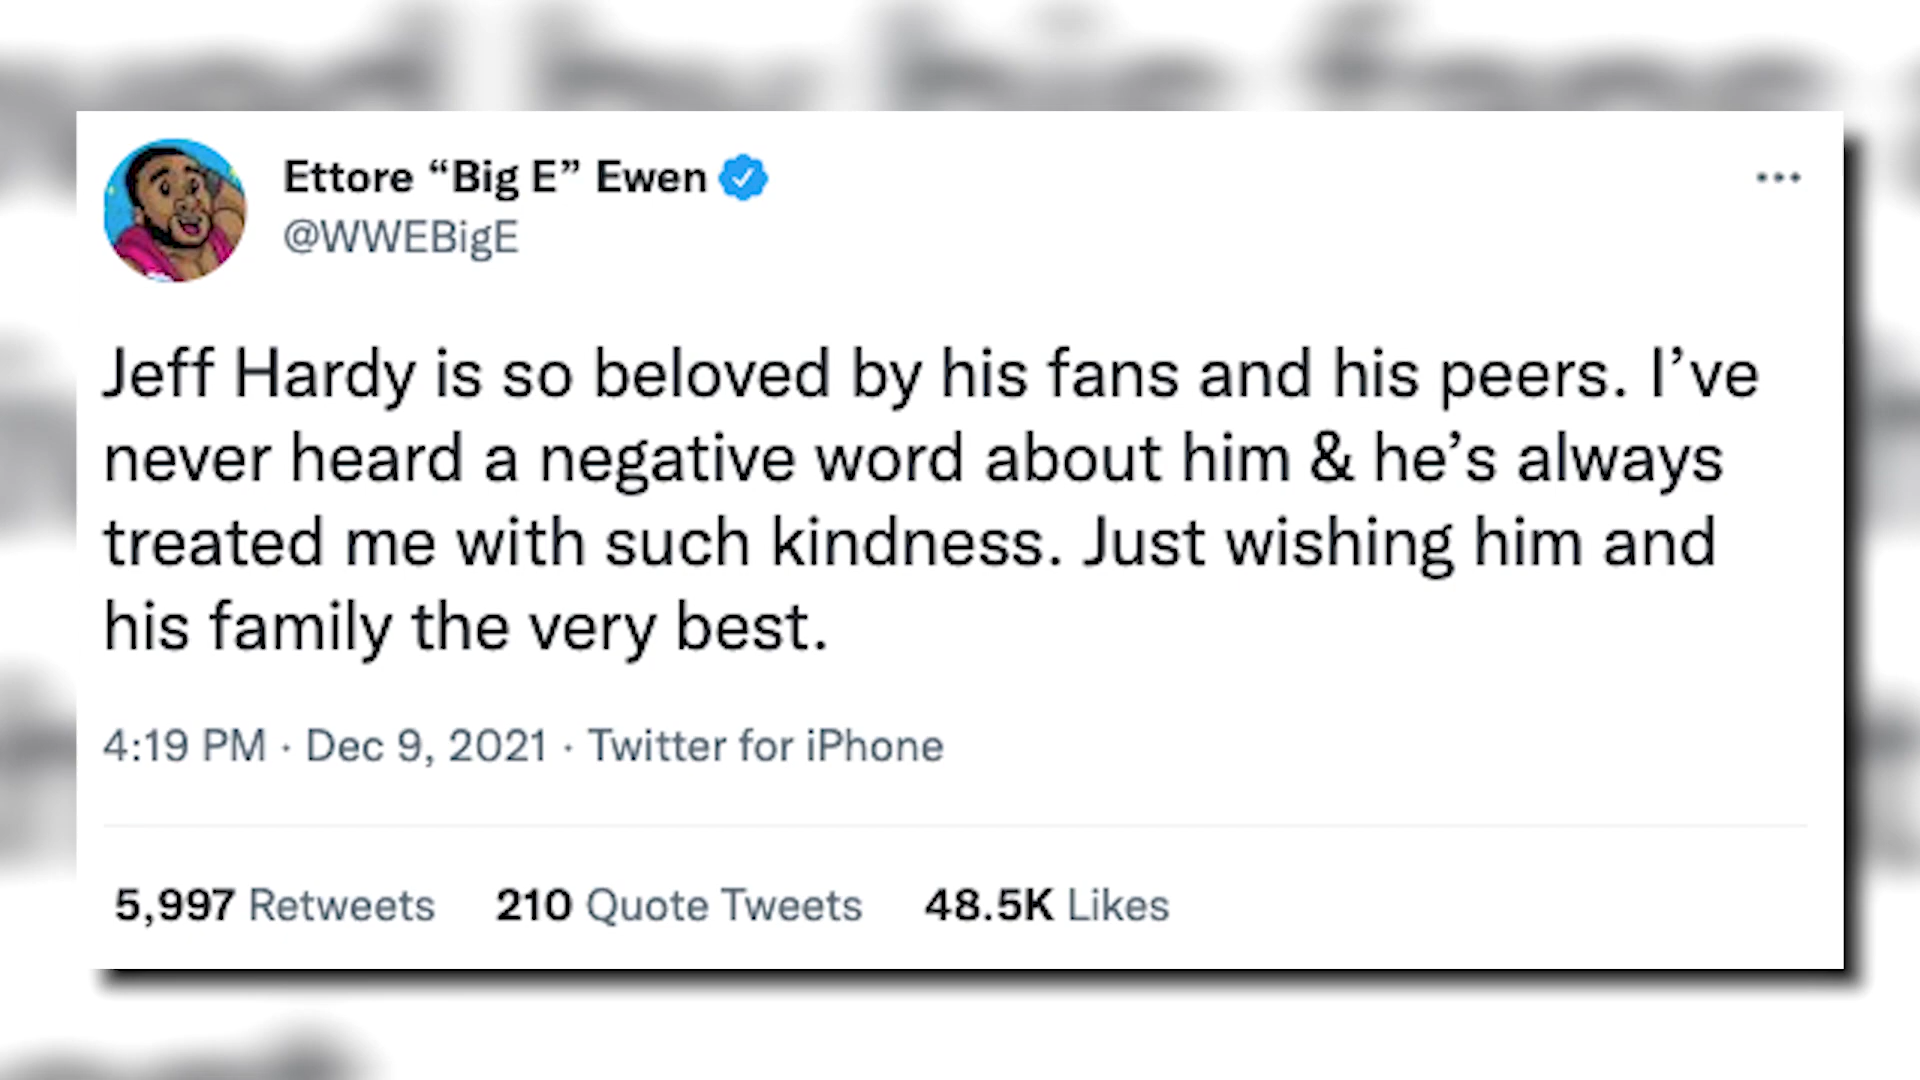 Ettore “Big E” Ewen
@WWEBigE
Jeff Hardy is so beloved by his fans and his peers. I’ve
never heard a negative word about him & he’s always
treated me with such kindness. Just wishing him and
his family the very best.
4:19 PM · Dec 9, 2021 · Twitter for iPhone
5,997 Retweets 210 Quote Tweets 48.5K Likes